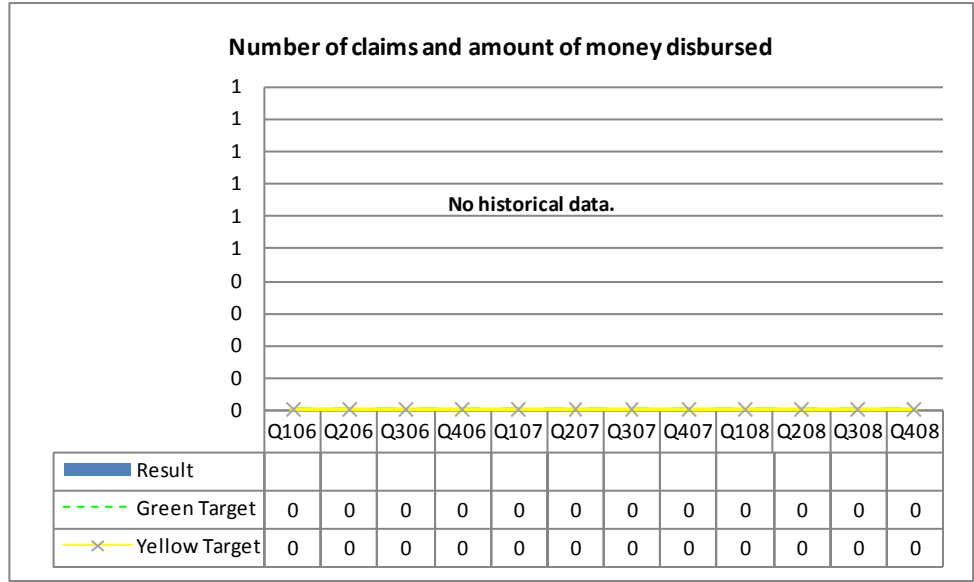 Number of claims and amount of money disbursed
1
1
1
1
1
1
0
0
0
0
0
No historical data.
Q106 Q206 Q306 Q406 Q107 Q207 Q307 Q407 Q108 Q208 Q308 Q408
Result
Green Target 0 0 0 0 0 0 0 0 0 0 0 0
Yellow Target 0 0 0 0 0 0 0 0 0 0 0 0